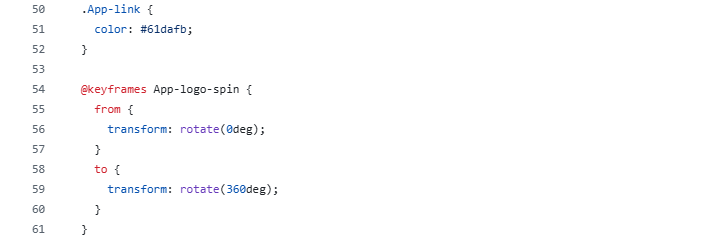 50 .App-link {
51 color: #61dafb;
52 }
53
54 @keyframes App-logo-spin {
55 from {
56 transform: rotate(0deg);
57 }
58 to {
59 transform: rotate(360deg);
60 }
61 }